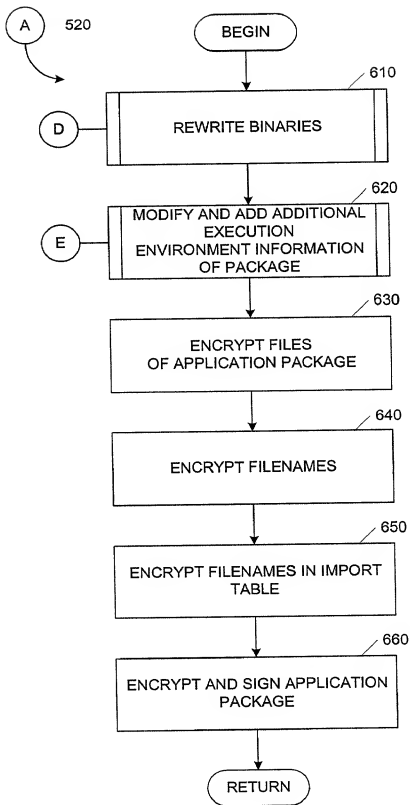 A
520
BEGIN
610
D
REWRITE BINARIES
620
E
MODIFY AND ADD ADDITIONAL
EXECUTION
ENVIRONMENT INFORMATION
OF PACKAGE
630
ENCRYPT FILES
OF APPLICATION PACKAGE
640
ENCRYPT FILENAMES
650
ENCRYPT FILENAMES IN IMPORT
TABLE
660
ENCRYPT AND SIGN APPLICATION
PACKAGE
RETURN